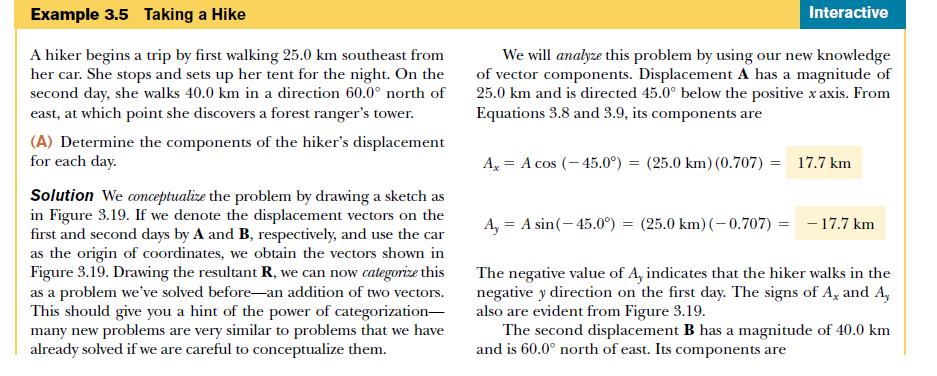 Example 3.5 Taking a Hike
Interactive
A hiker begins a trip by first walking 25.0 km southeast from
her car. She stops and sets up her tent for the night. On the
second day, she walks 40.0 km in a direction 60.0° north of
east, at which point she discovers a forest ranger's tower.
(A) Determine the components of the hiker's displacement
for each day.
Solution We conceptualize the problem by drawing a sketch as
in Figure 3.19. If we denote the displacement vectors on the
first and second days by A and B, respectively, and use the car
as the origin of coordinates, we obtain the vectors shown in
Figure 3.19. Drawing the resultant R, we can now categorize this
as a problem we've solved before—an addition of two vectors.
This should give you a hint of the power of categorization—
many new problems are very similar to problems that we have
already solved if we are careful to conceptualize them.
We will analyze this problem by using our new knowledge
of vector components. Displacement A has a magnitude of
25.0 km and is directed 45.0° below the positive x axis. From
Equations 3.8 and 3.9, its components are
Aₓ = A cos (−45.0°) = (25.0 km)(0.707) = 17.7 km
A_y = A sin(−45.0°) = (25.0 km)(−0.707) = −17.7 km
The negative value of A_y indicates that the hiker walks in the
negative y direction on the first day. The signs of Aₓ and A_y
also are evident from Figure 3.19.
The second displacement B has a magnitude of 40.0 km
and is 60.0° north of east. Its components are